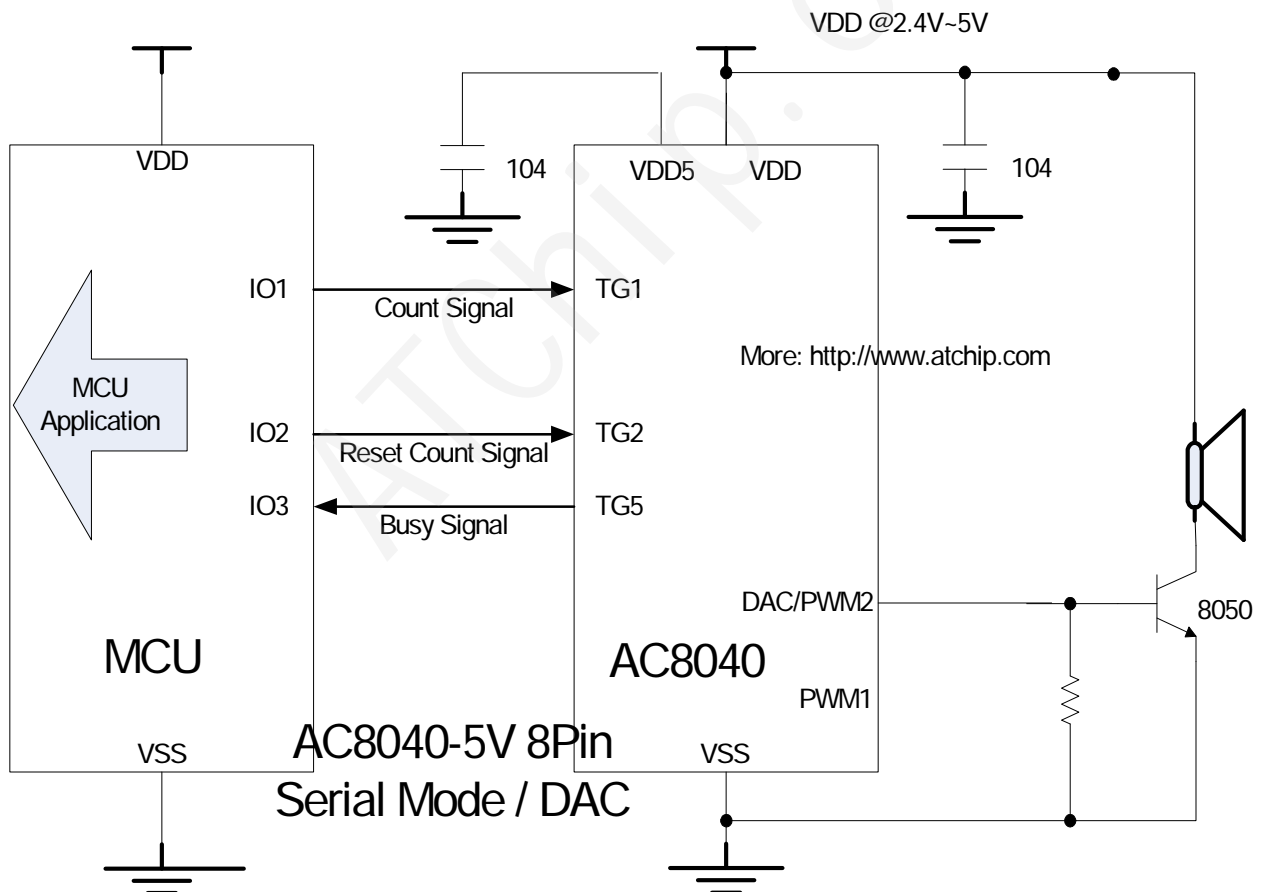 VDD @2.4V~5V
VDD
104
VDD5
VDD
104
IO1
Count Signal
TG1
More: http://www.atchip.com
MCU
Application
IO2
Reset Count Signal
TG2
IO3
Busy Signal
TG5
DAC/PWM2
8050
MCU
AC8040
PWM1
VSS
AC8040-5V 8Pin
Serial Mode / DAC
VSS
ATChip.